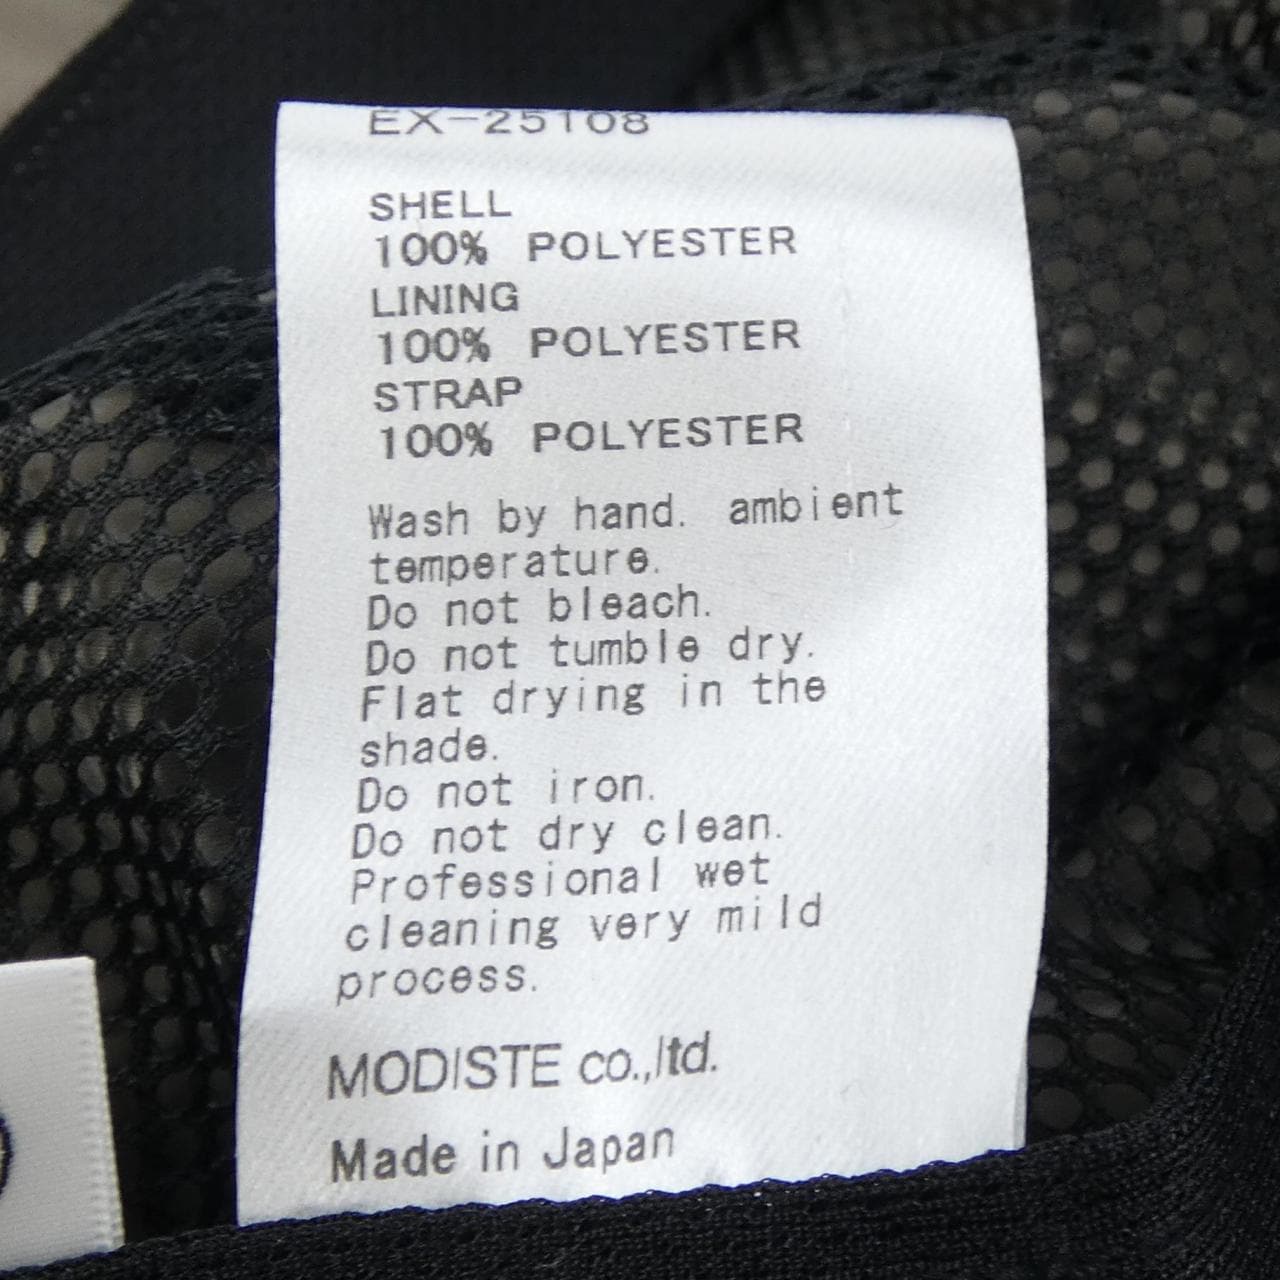 EX-25108
SHELL
100% POLYESTER
LINING
100% POLYESTER
STRAP
100% POLYESTER
Wash by hand. ambient
temperature.
Do not bleach.
Do not tumble dry.
Flat drying in the
shade.
Do not iron.
Do not dry clean.
Professional wet
cleaning very mild
process.
MODISTE co.,ltd.
Made in Japan